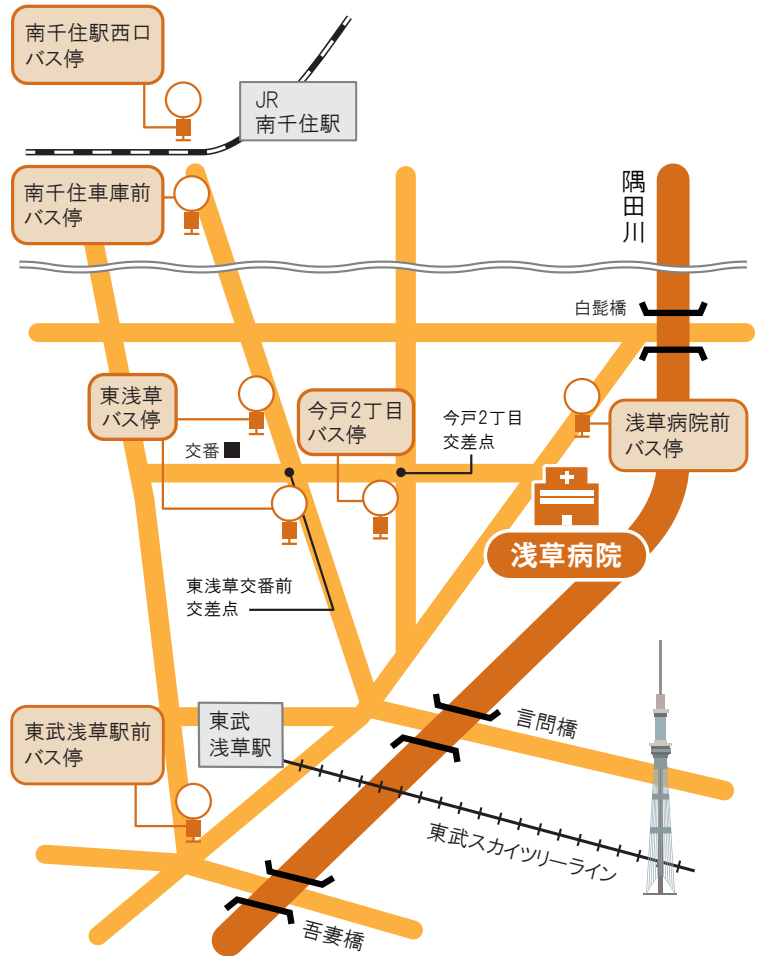 南千住駅西口
バス停
JR
南千住駅
南千住車庫前
バス停
隅田川
白髭橋
東浅草
バス停
今戸2丁目
バス停
今戸2丁目
交差点
浅草病院前
バス停
交番
浅草病院
東浅草交番前
交差点
東武浅草駅前
バス停
東武
浅草駅
言問橋
東武スカイツリーライン
吾妻橋